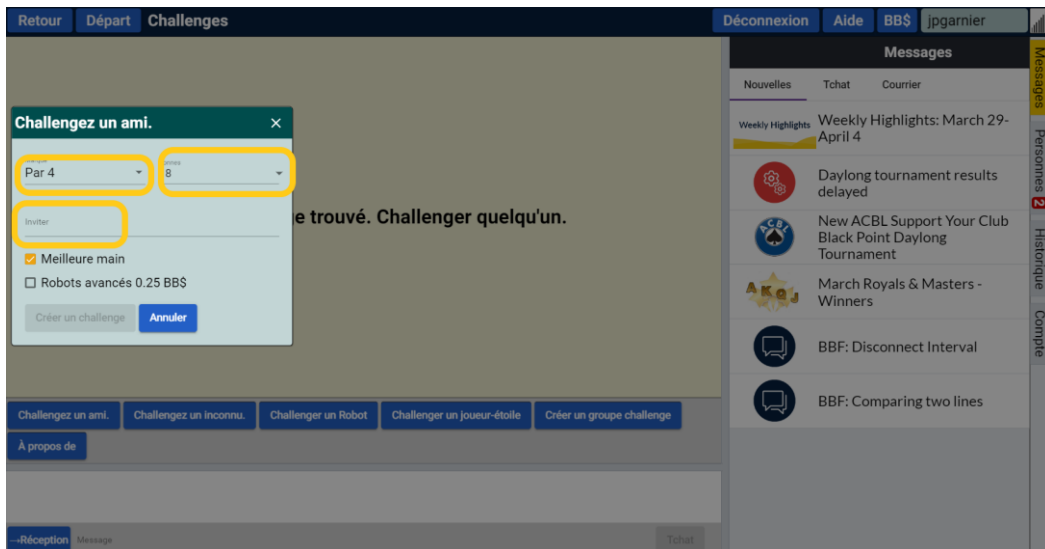 Retour Départ Challenges Déconnexion Aide BB$ jpgarnier
Challengez un ami. ×
Par 4
8
Inviter
Meilleure main
Robots avancés 0.25 BB$
Créer un challenge Annuler
trouvé. Challenger quelqu'un.
Challengez un ami. Challengez un inconnu. Challenger un Robot Challenger un joueur-étoile Créer un groupe challenge
À propos de
→Réception Message Tchat
Messages
Nouvelles Tchat Courrier
Weekly Highlights
Weekly Highlights: March 29-
April 4
Daylong tournament results
delayed
ACBL
New ACBL Support Your Club
Black Point Daylong
Tournament
A K Q J
March Royals & Masters -
Winners
BBF: Disconnect Interval
BBF: Comparing two lines
Messages
Personnes 2
Historique
Compte